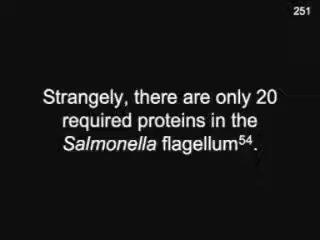 251
Strangely, there are only 20
required proteins in the
Salmonella flagellum⁵⁴.